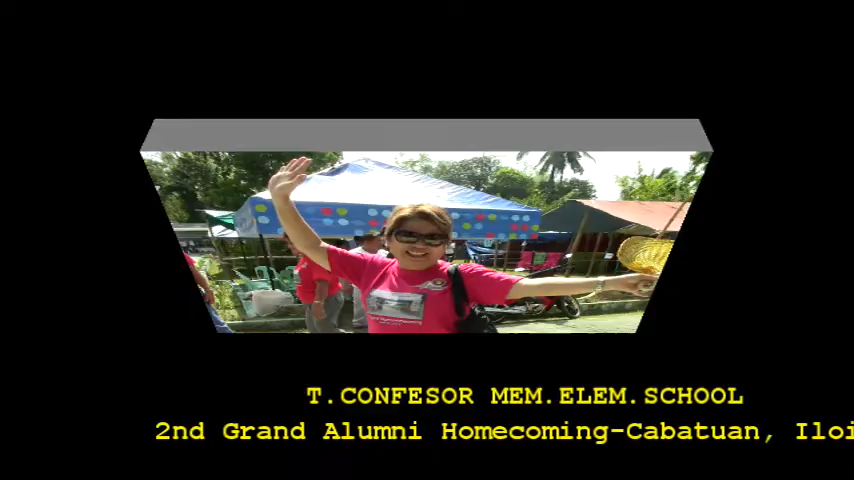 T.CONFESOR MEM.ELEM.SCHOOL
2nd Grand Alumni Homecoming-Cabatuan, Iloi